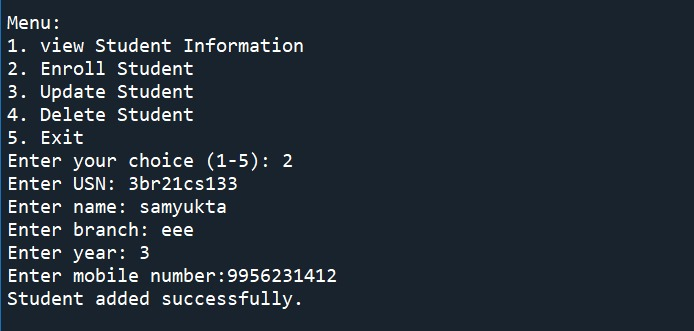 Menu:
1. view Student Information
2. Enroll Student
3. Update Student
4. Delete Student
5. Exit
Enter your choice (1-5): 2
Enter USN: 3br21cs133
Enter name: samyukta
Enter branch: eee
Enter year: 3
Enter mobile number:9956231412
Student added successfully.